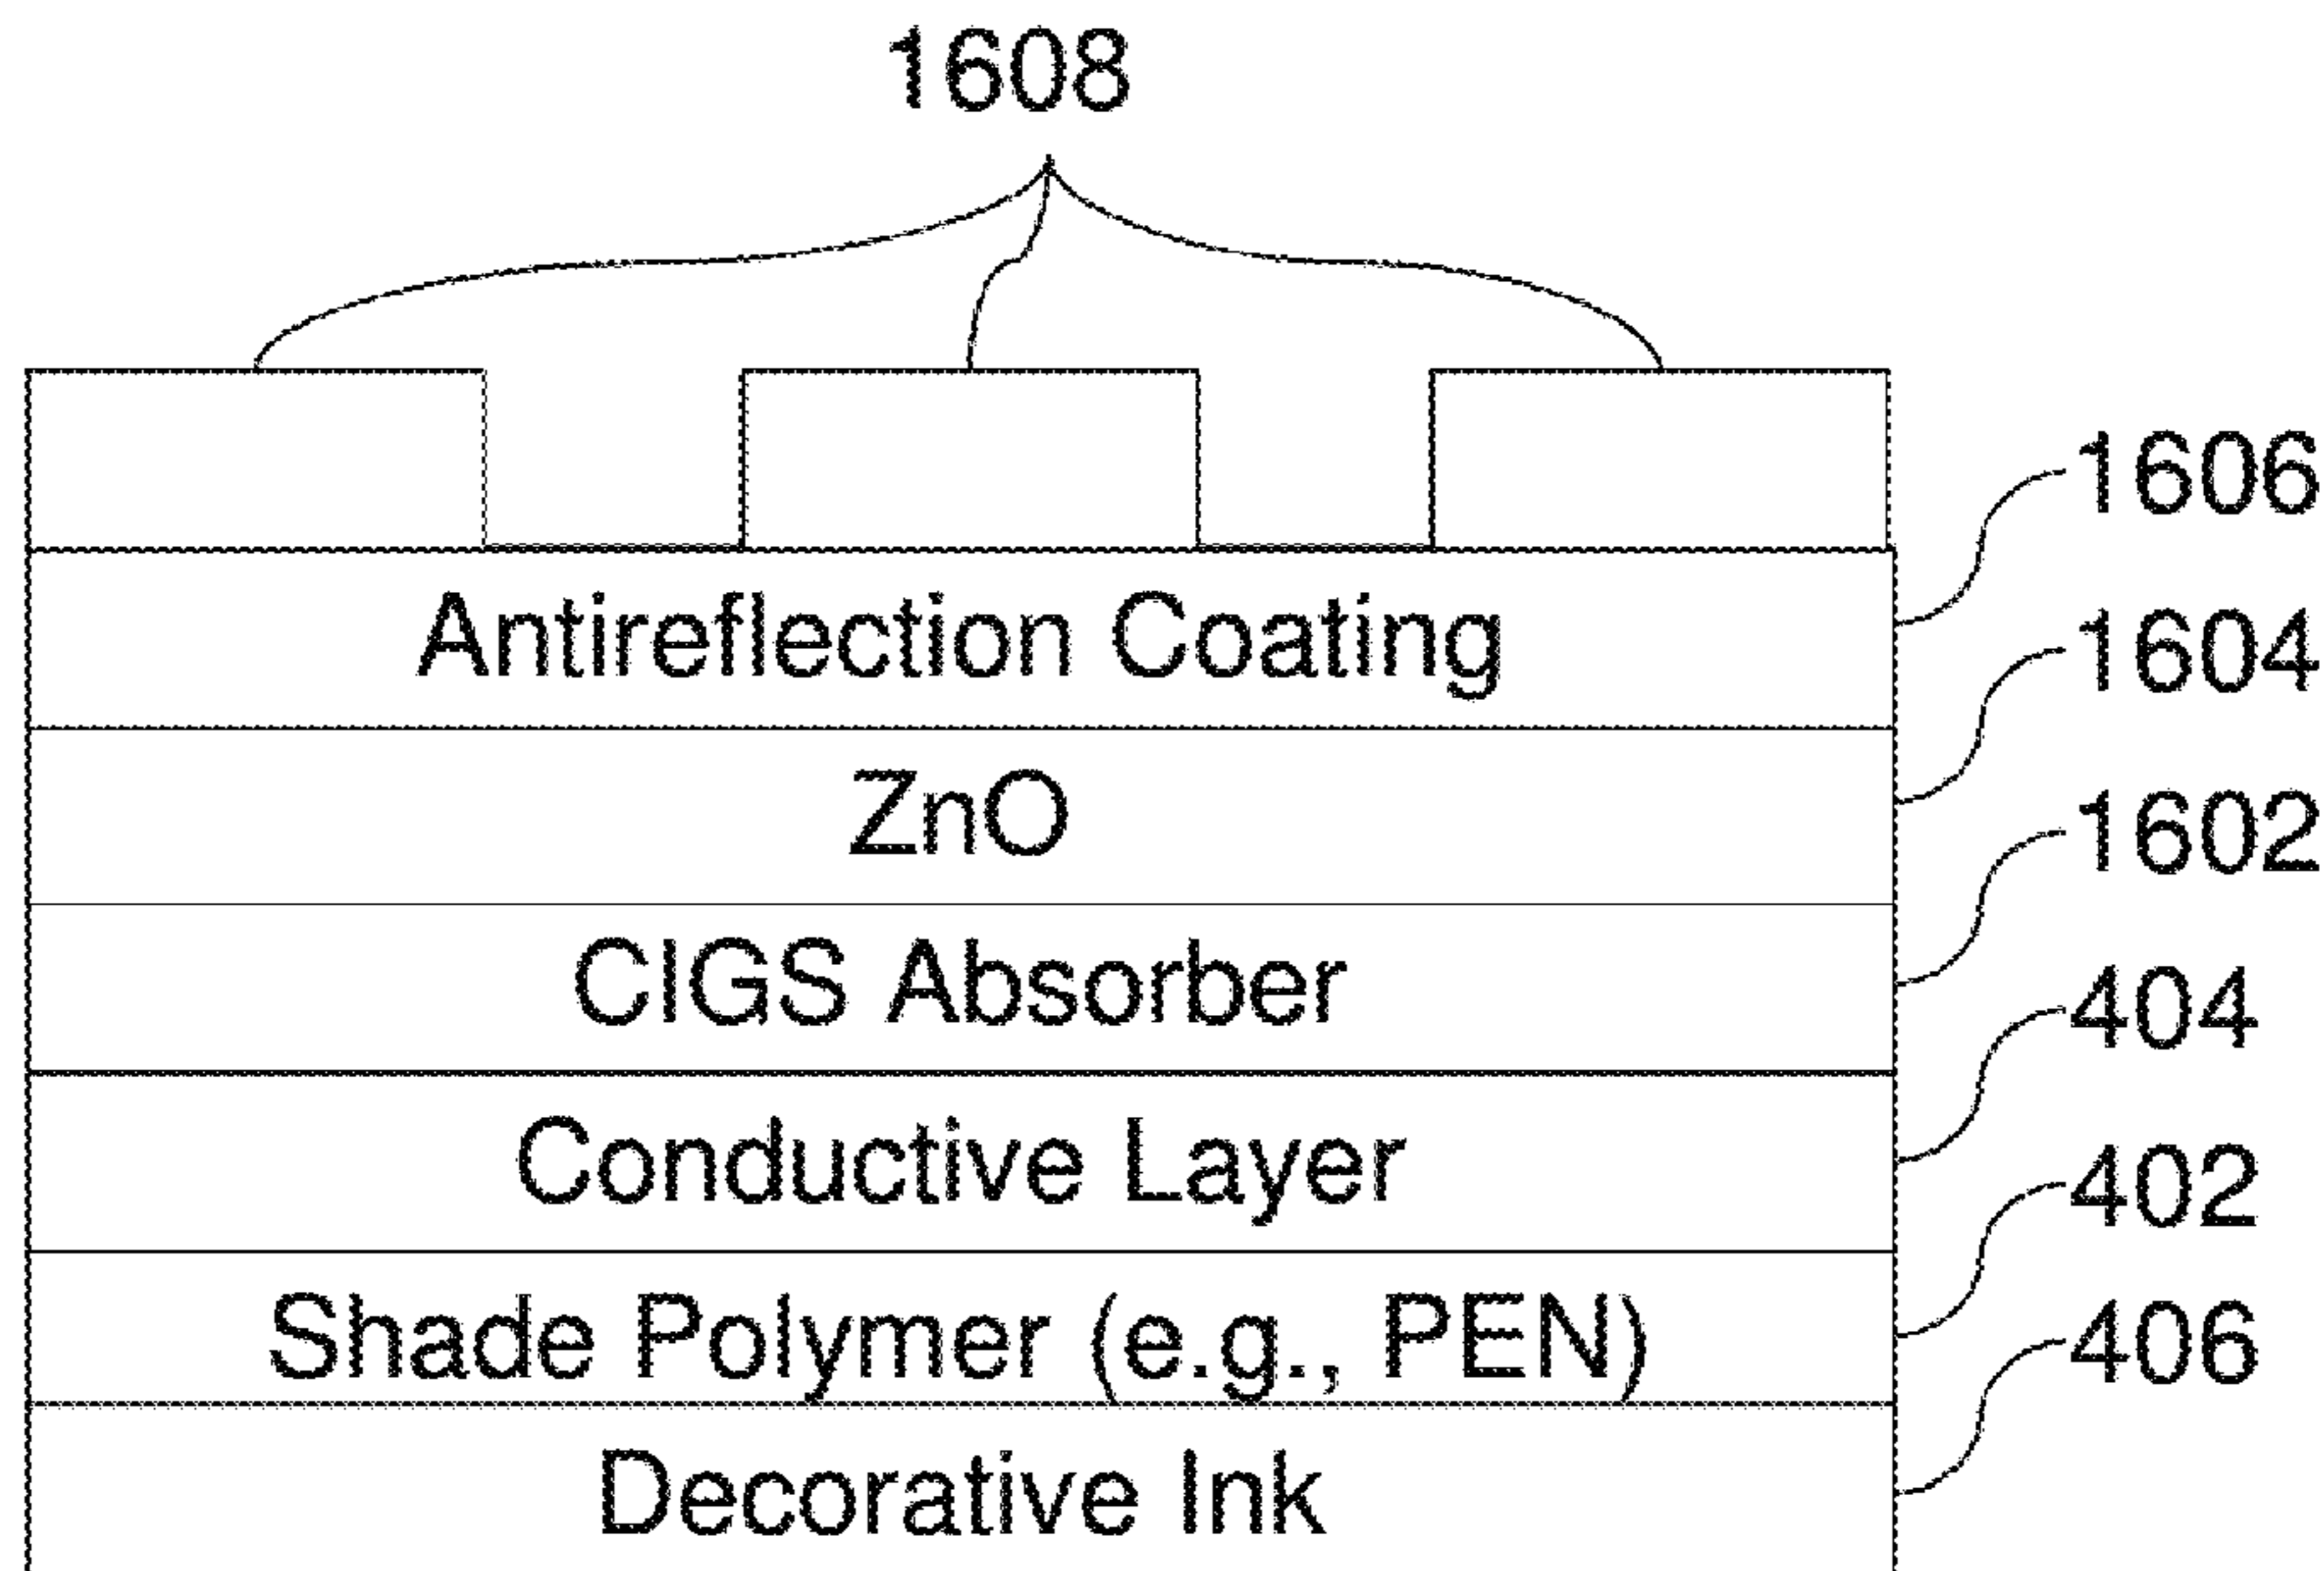 1608
1606
Antireflection Coating
1604
ZnO
1602
CIGS Absorber
404
Conductive Layer
402
Shade Polymer (e.g., PEN)
406
Decorative Ink